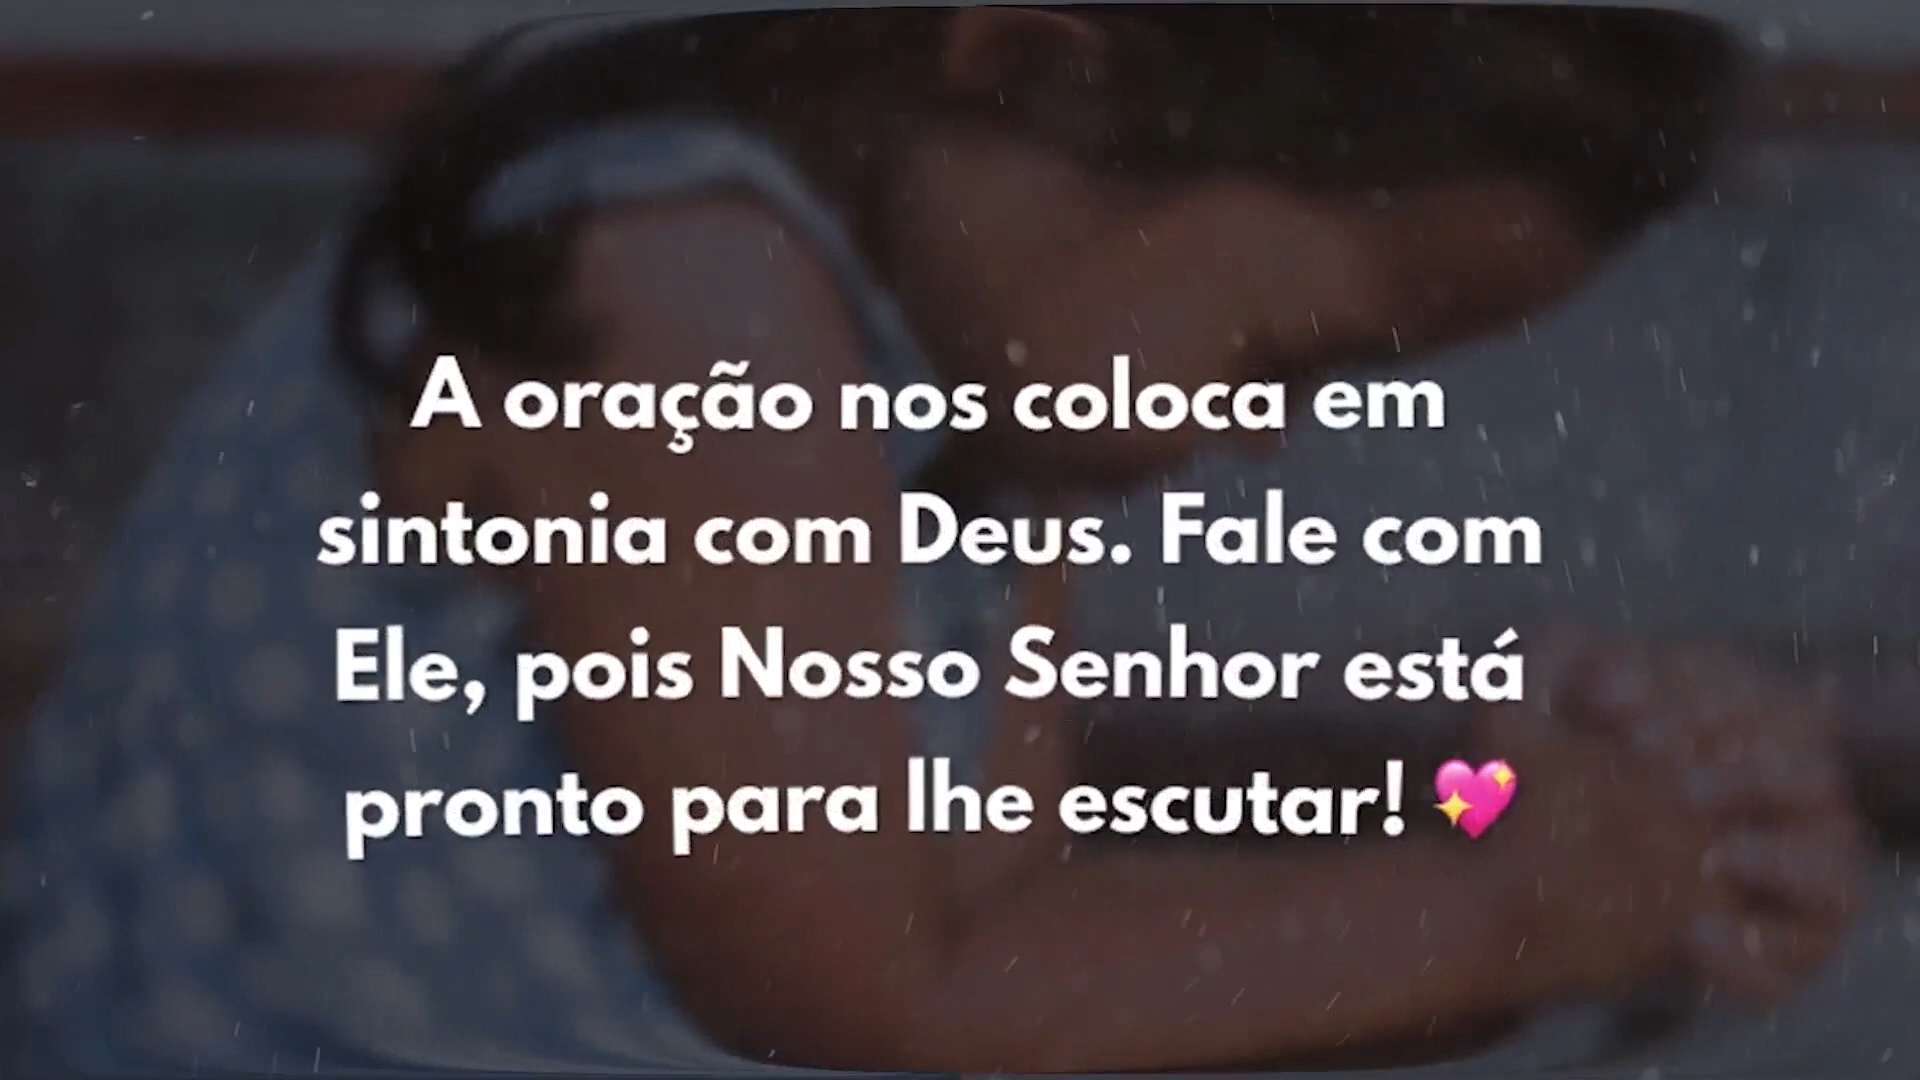 A oração nos coloca em
sintonia com Deus. Fale com
Ele, pois Nosso Senhor está
pronto para lhe escutar! 💖